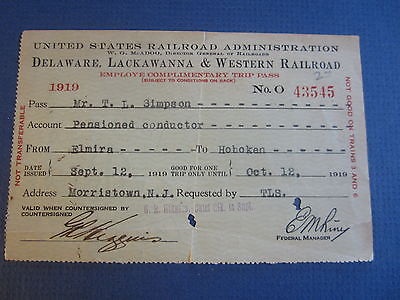 UNITED STATES RAILROAD ADMINISTRATION
W. G. McADOO, Director General of Railroads
DELAWARE, LACKAWANNA & WESTERN RAILROAD
EMPLOYE COMPLIMENTARY TRIP PASS
(SUBJECT TO CONDITIONS ON BACK)
1919 No. O 43545
Pass Mr. T. L. Simpson
Account Pensioned conductor
From Elmira To Hoboken
DATE ISSUED Sept. 12, 1919 GOOD FOR ONE TRIP ONLY UNTIL Oct. 12, 1919
Address Morristown, N.J. Requested by TLS.
VALID WHEN COUNTERSIGNED BY
COUNTERSIGNED
FEDERAL MANAGER
NOT TRANSFERABLE
NOT GOOD ON TRAINS 3 AND 6